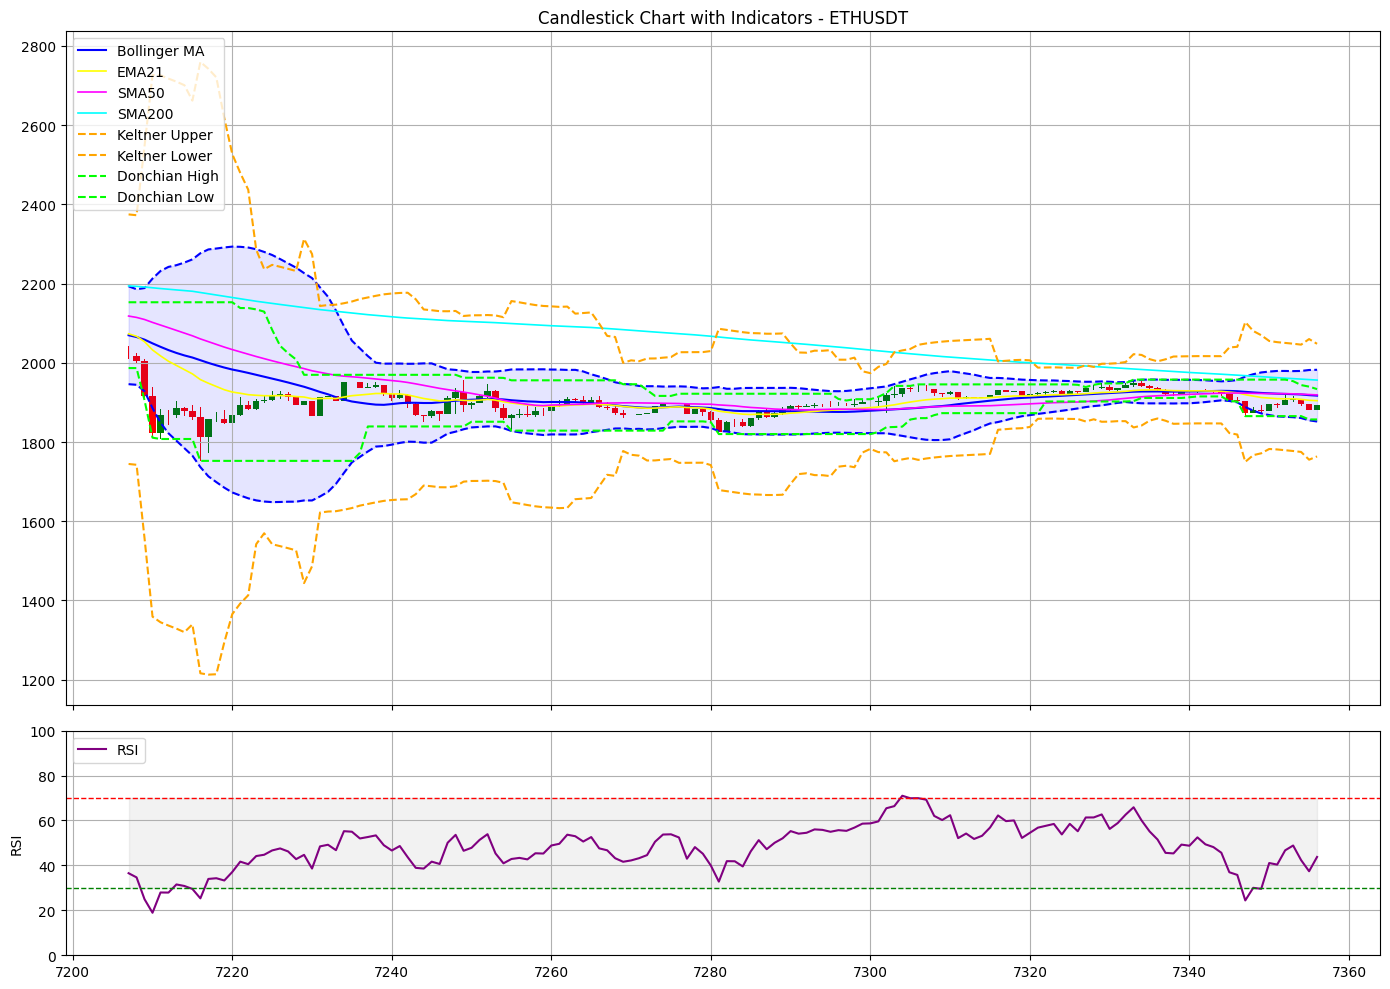 Candlestick Chart with Indicators - ETHUSDT
2800
2600
2400
2200
2000
1800
1600
1400
1200
Bollinger MA
EMA21
SMA50
SMA200
Keltner Upper
Keltner Lower
Donchian High
Donchian Low
RSI
100
80
60
40
20
0
RSI
7200 7220 7240 7260 7280 7300 7320 7340 7360